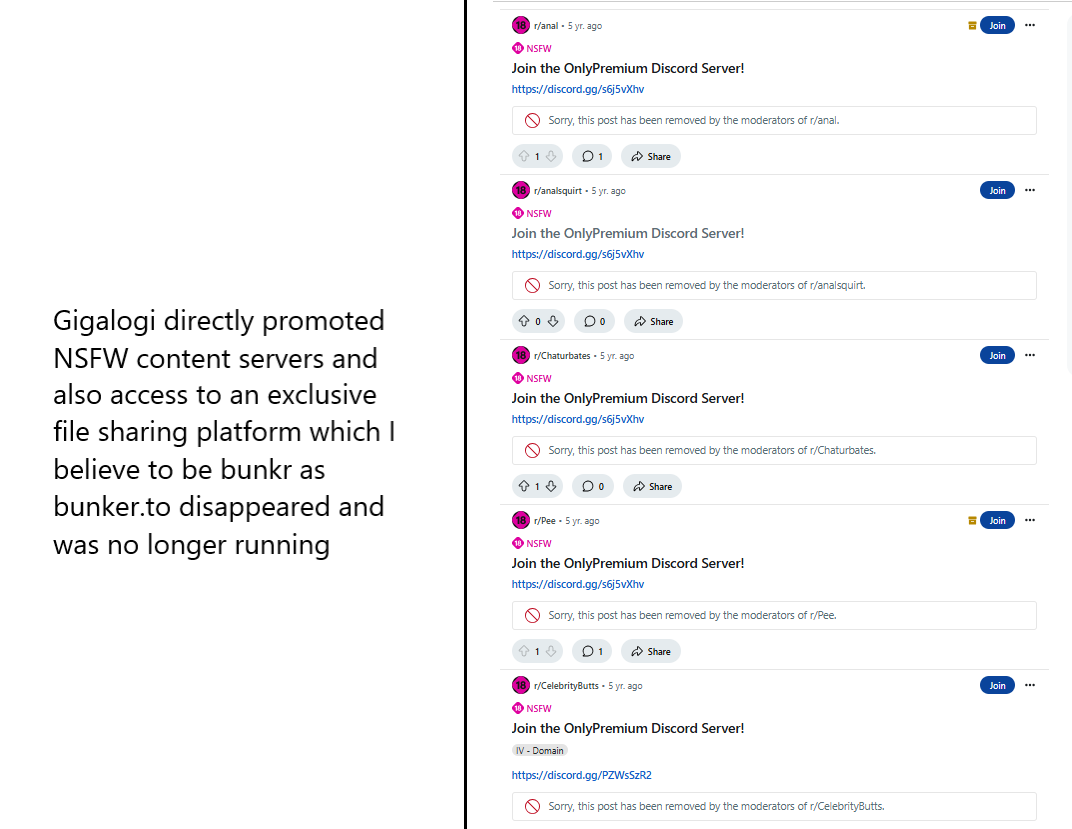 Gigalogi directly promoted
NSFW content servers and
also access to an exclusive
file sharing platform which I
believe to be bunkr as
bunker.to disappeared and
was no longer running
18 r/anal • 5 yr. ago Join
18 NSFW
Join the OnlyPremium Discord Server!
https://discord.gg/s6j5vXhv
Sorry, this post has been removed by the moderators of r/anal.
1 1 Share
18 r/analsquirt • 5 yr. ago Join
18 NSFW
Join the OnlyPremium Discord Server!
https://discord.gg/s6j5vXhv
Sorry, this post has been removed by the moderators of r/analsquirt.
0 0 Share
18 r/Chaturbates • 5 yr. ago Join
18 NSFW
Join the OnlyPremium Discord Server!
https://discord.gg/s6j5vXhv
Sorry, this post has been removed by the moderators of r/Chaturbates.
1 0 Share
18 r/Pee • 5 yr. ago Join
18 NSFW
Join the OnlyPremium Discord Server!
https://discord.gg/s6j5vXhv
Sorry, this post has been removed by the moderators of r/Pee.
1 1 Share
18 r/CelebrityButts • 5 yr. ago Join
18 NSFW
Join the OnlyPremium Discord Server!
IV - Domain
https://discord.gg/PZWsSzR2
Sorry, this post has been removed by the moderators of r/CelebrityButts.